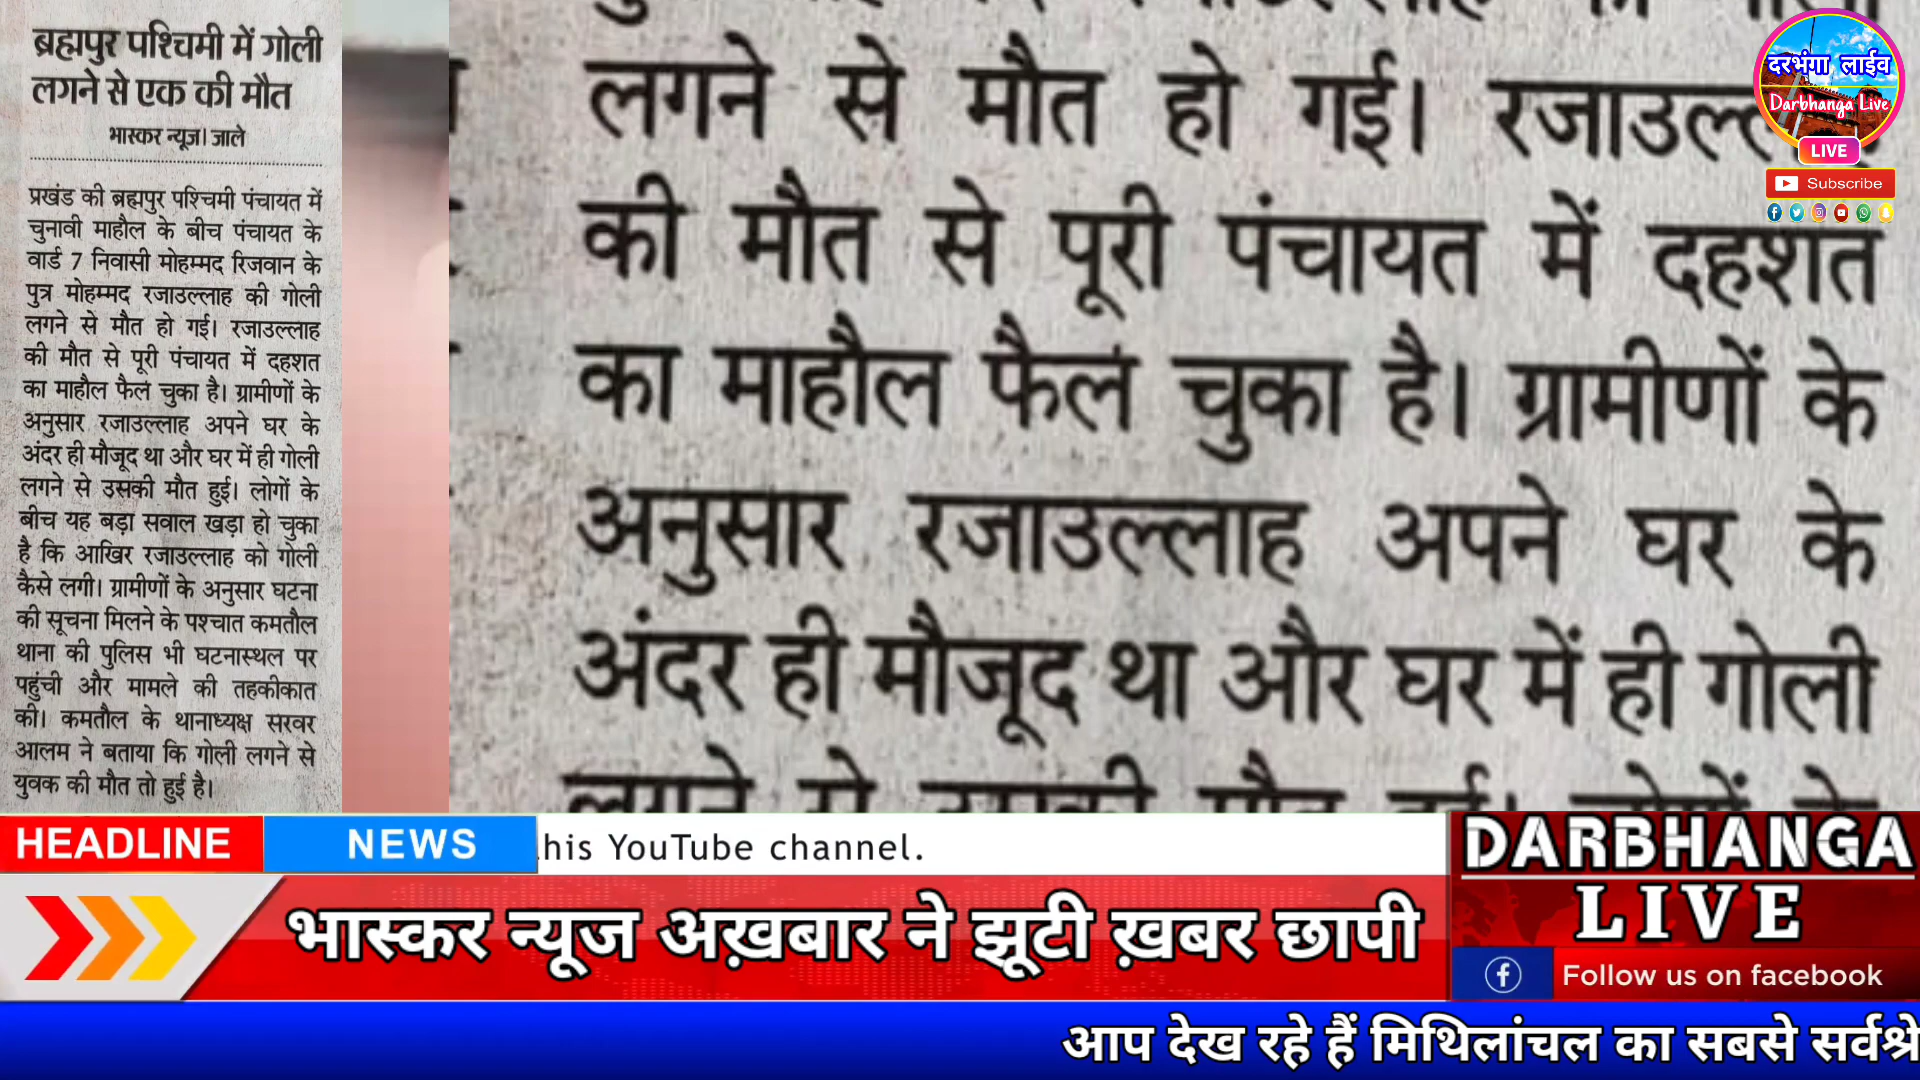 ब्रह्मपुर पश्चिमी में गोली
लगने से एक की मौत
भास्कर न्यूज। जाले
प्रखंड की ब्रह्मपुर पश्चिमी पंचायत में
चुनावी माहौल के बीच पंचायत के
वार्ड 7 निवासी मोहम्मद रिजवान के
पुत्र मोहम्मद रजाउल्लाह की गोली
लगने से मौत हो गई। रजाउल्लाह
की मौत से पूरी पंचायत में दहशत
का माहौल फैल चुका है। ग्रामीणों के
अनुसार रजाउल्लाह अपने घर के
अंदर ही मौजूद था और घर में ही गोली
लगने से उसकी मौत हुई। लोगों के
बीच यह बड़ा सवाल खड़ा हो चुका
है कि आखिर रजाउल्लाह को गोली
कैसे लगी। ग्रामीणों के अनुसार घटना
की सूचना मिलने के पश्चात कमतौल
थाना की पुलिस भी घटनास्थल पर
पहुंची और मामले की तहकीकात
की। कमतौल के थानाध्यक्ष सरवर
आलम ने बताया कि गोली लगने से
युवक की मौत तो हुई है।
लगने से मौत हो गई।
की मौत से पूरी पंचायत में दहशत
का माहौल फैल चुका है। ग्रामीणों के
अनुसार रजाउल्लाह अपने घर के
अंदर ही मौजूद था और घर में ही गोली
दरभंगा लाईव
Darbhanga Live
LIVE
Subscribe
HEADLINE NEWS
his YouTube channel.
भास्कर न्यूज अख़बार ने झूटी ख़बर छापी
DARBHANGA
LIVE
Follow us on facebook
आप देख रहे हैं मिथिलांचल का सबसे सर्वश्रे